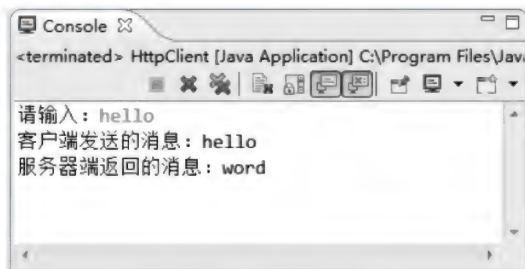 Console
<terminated> HttpClient [Java Application] C:\Program Files\Java
请输入：hello
客户端发送的消息：hello
服务器端返回的消息：word